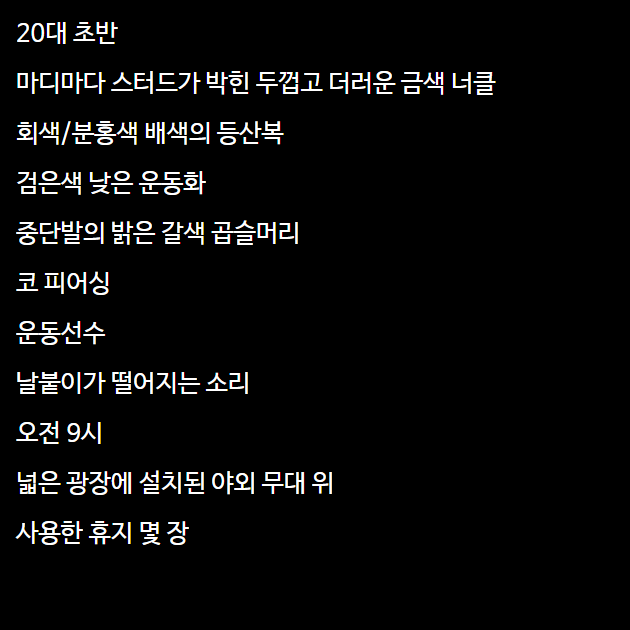 20대 초반
마디마다 스터드가 박힌 두껍고 더러운 금색 너클
회색/분홍색 배색의 등산복
검은색 낮은 운동화
중단발의 밝은 갈색 곱슬머리
코 피어싱
운동선수
날붙이가 떨어지는 소리
오전 9시
넓은 광장에 설치된 야외 무대 위
사용한 휴지 몇 장